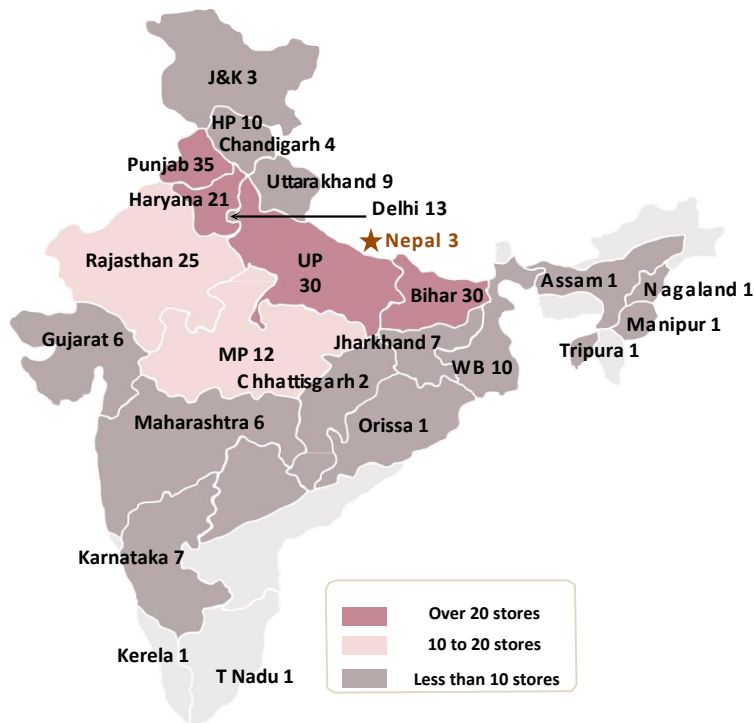 J&K 3
HP 10
Chandigarh 4
Punjab 35
Uttarakhand 9
Haryana 21
Delhi 13
Nepal 3
Rajasthan 25
UP
30
Bihar 30
Assam 1
Nagaland 1
Gujarat 6
Manipur 1
Jharkhand 7
Tripura 1
MP 12
WB 10
Chhattisgarh 2
Maharashtra 6
Orissa 1
Karnataka 7
Over 20 stores
10 to 20 stores
Kerela 1
T Nadu 1
Less than 10 stores